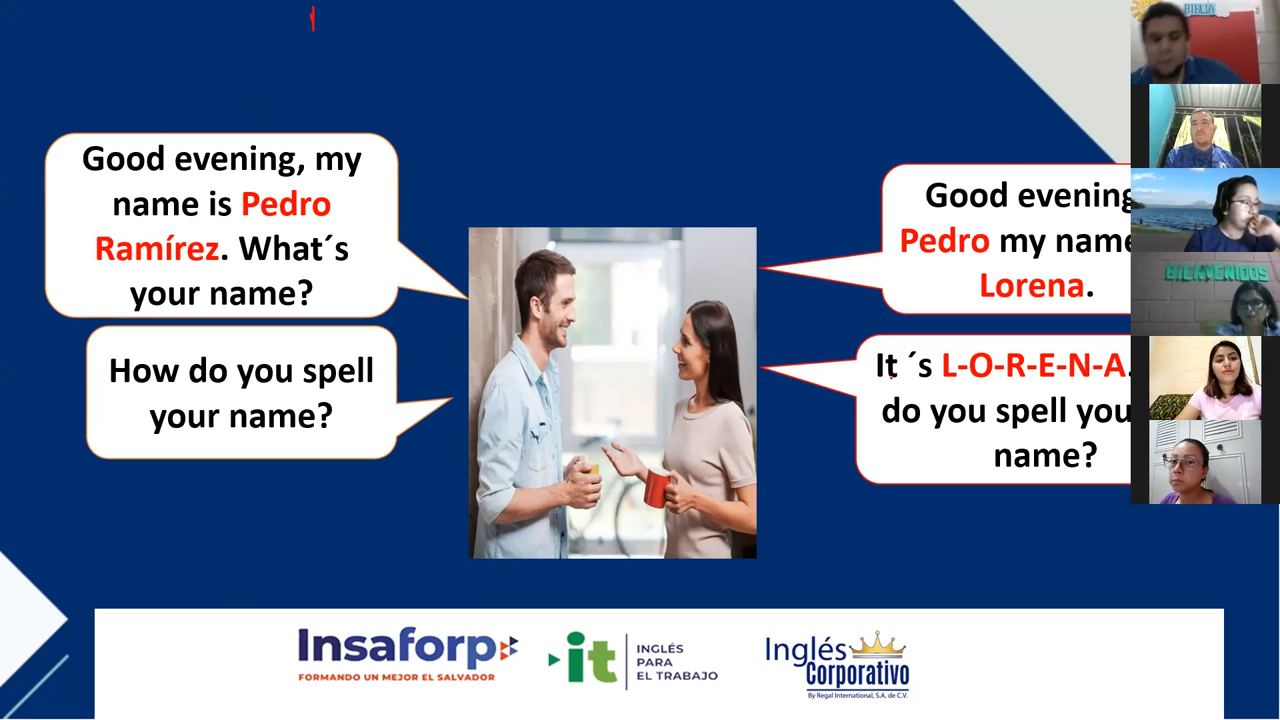 Good evening, my
name is Pedro
Ramírez. What´s
your name?
How do you spell
your name?
Good evening
Pedro my name
Lorena.
It ´s L-O-R-E-N-A.
do you spell you
name?
BIBLIA
BIENVENIDOS
Insaforp
FORMANDO UN MEJOR EL SALVADOR
it
INGLÉS
PARA
EL TRABAJO
Inglés
Corporativo
By Regal International, S.A. de C.V.